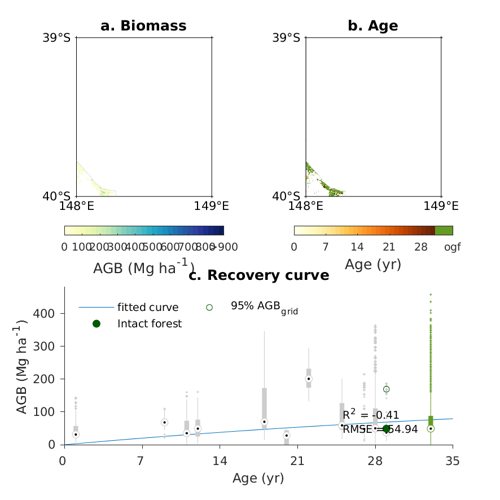 a. Biomass
b. Age
39°S
39°S
40°S
40°S
148°E
149°E
148°E
149°E
0 100 200 300 400 500 600 700 800 >900
0 7 14 21 28 ogf
AGB (Mg ha⁻¹)
Age (yr)
c. Recovery curve
fitted curve
95% AGB_grid
Intact forest
AGB (Mg ha⁻¹)
400
300
200
100
0
R² = -0.41
RMSE = 54.94
0 7 14 21 28 35
Age (yr)